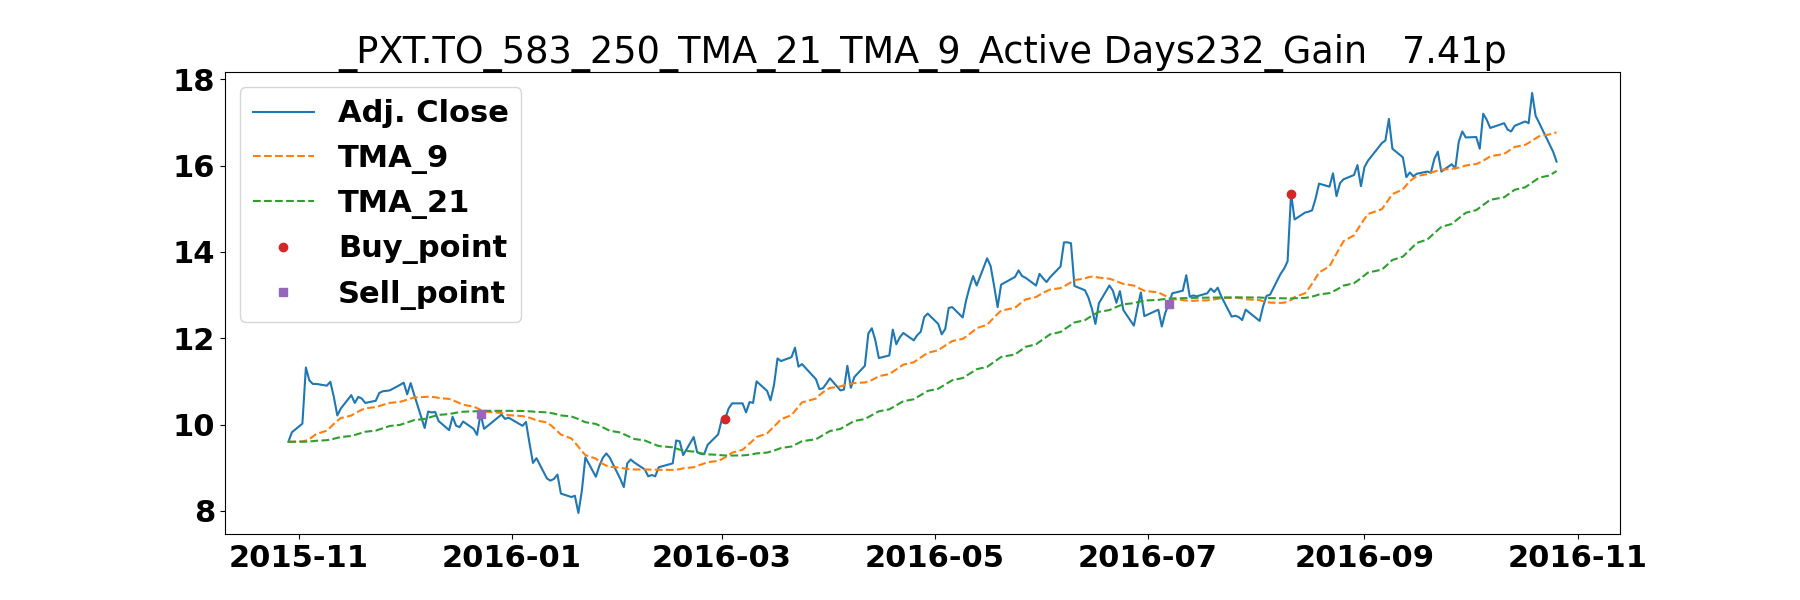 _PXT.TO_583_250_TMA_21_TMA_9_Active Days232_Gain   7.41p
18
16
14
12
10
8
Adj. Close
TMA_9
TMA_21
Buy_point
Sell_point
2015-11 2016-01 2016-03 2016-05 2016-07 2016-09 2016-11